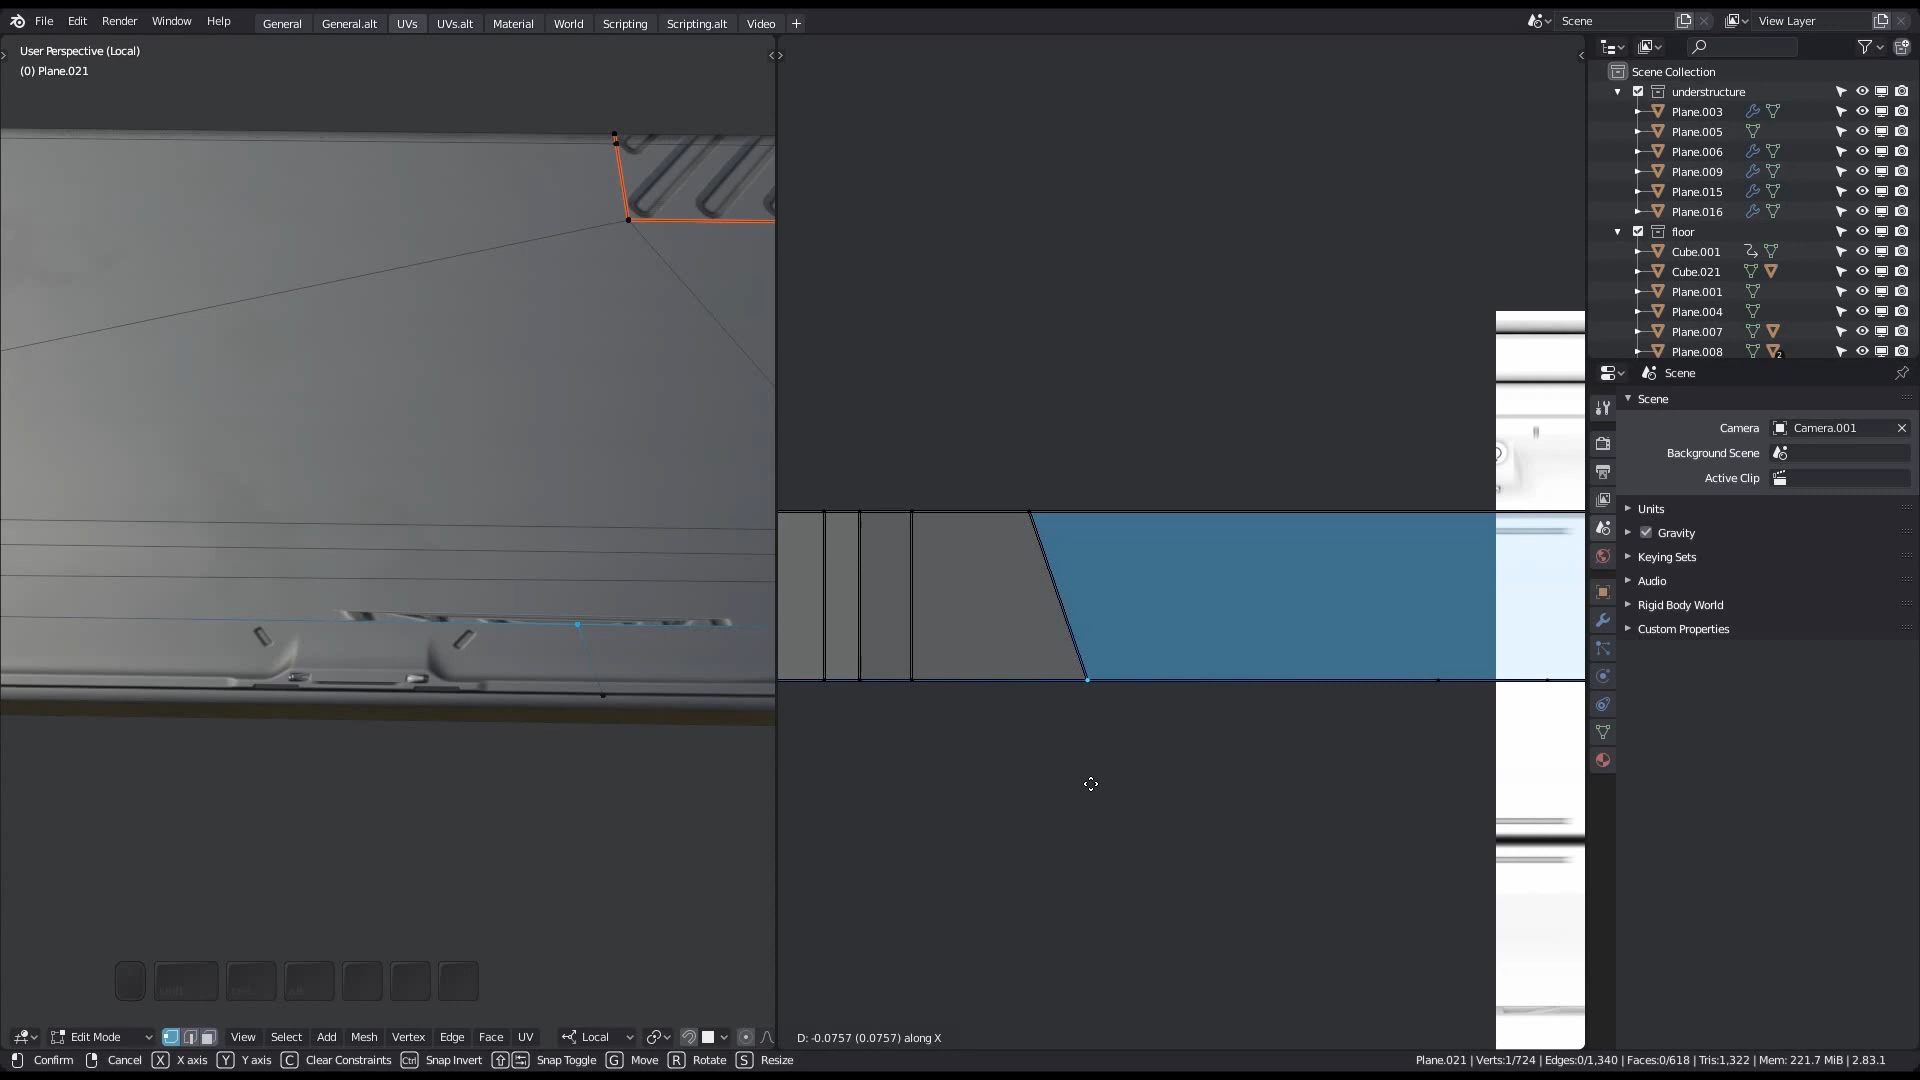 File Edit Render Window Help General General.alt UVs UVs.alt Material World Scripting Scripting.alt Video + Scene View Layer
User Perspective (Local)
(0) Plane.021
Scene Collection
understructure
Plane.003
Plane.005
Plane.006
Plane.009
Plane.015
Plane.016
floor
Cube.001
Cube.021
Plane.001
Plane.004
Plane.007
Plane.008
2
Scene
Scene
Camera Camera.001
Background Scene
Active Clip
Units
Gravity
Keying Sets
Audio
Rigid Body World
Custom Properties
Edit Mode View Select Add Mesh Vertex Edge Face UV Local D: -0.0757 (0.0757) along X
Confirm Cancel X X axis Y Y axis C Clear Constraints Ctrl Snap Invert Snap Toggle G Move R Rotate S Resize Plane.021 | Verts:1/724 | Edges:0/1,340 | Faces:0/618 | Tris:1,322 | Mem: 221.7 MiB | 2.83.1